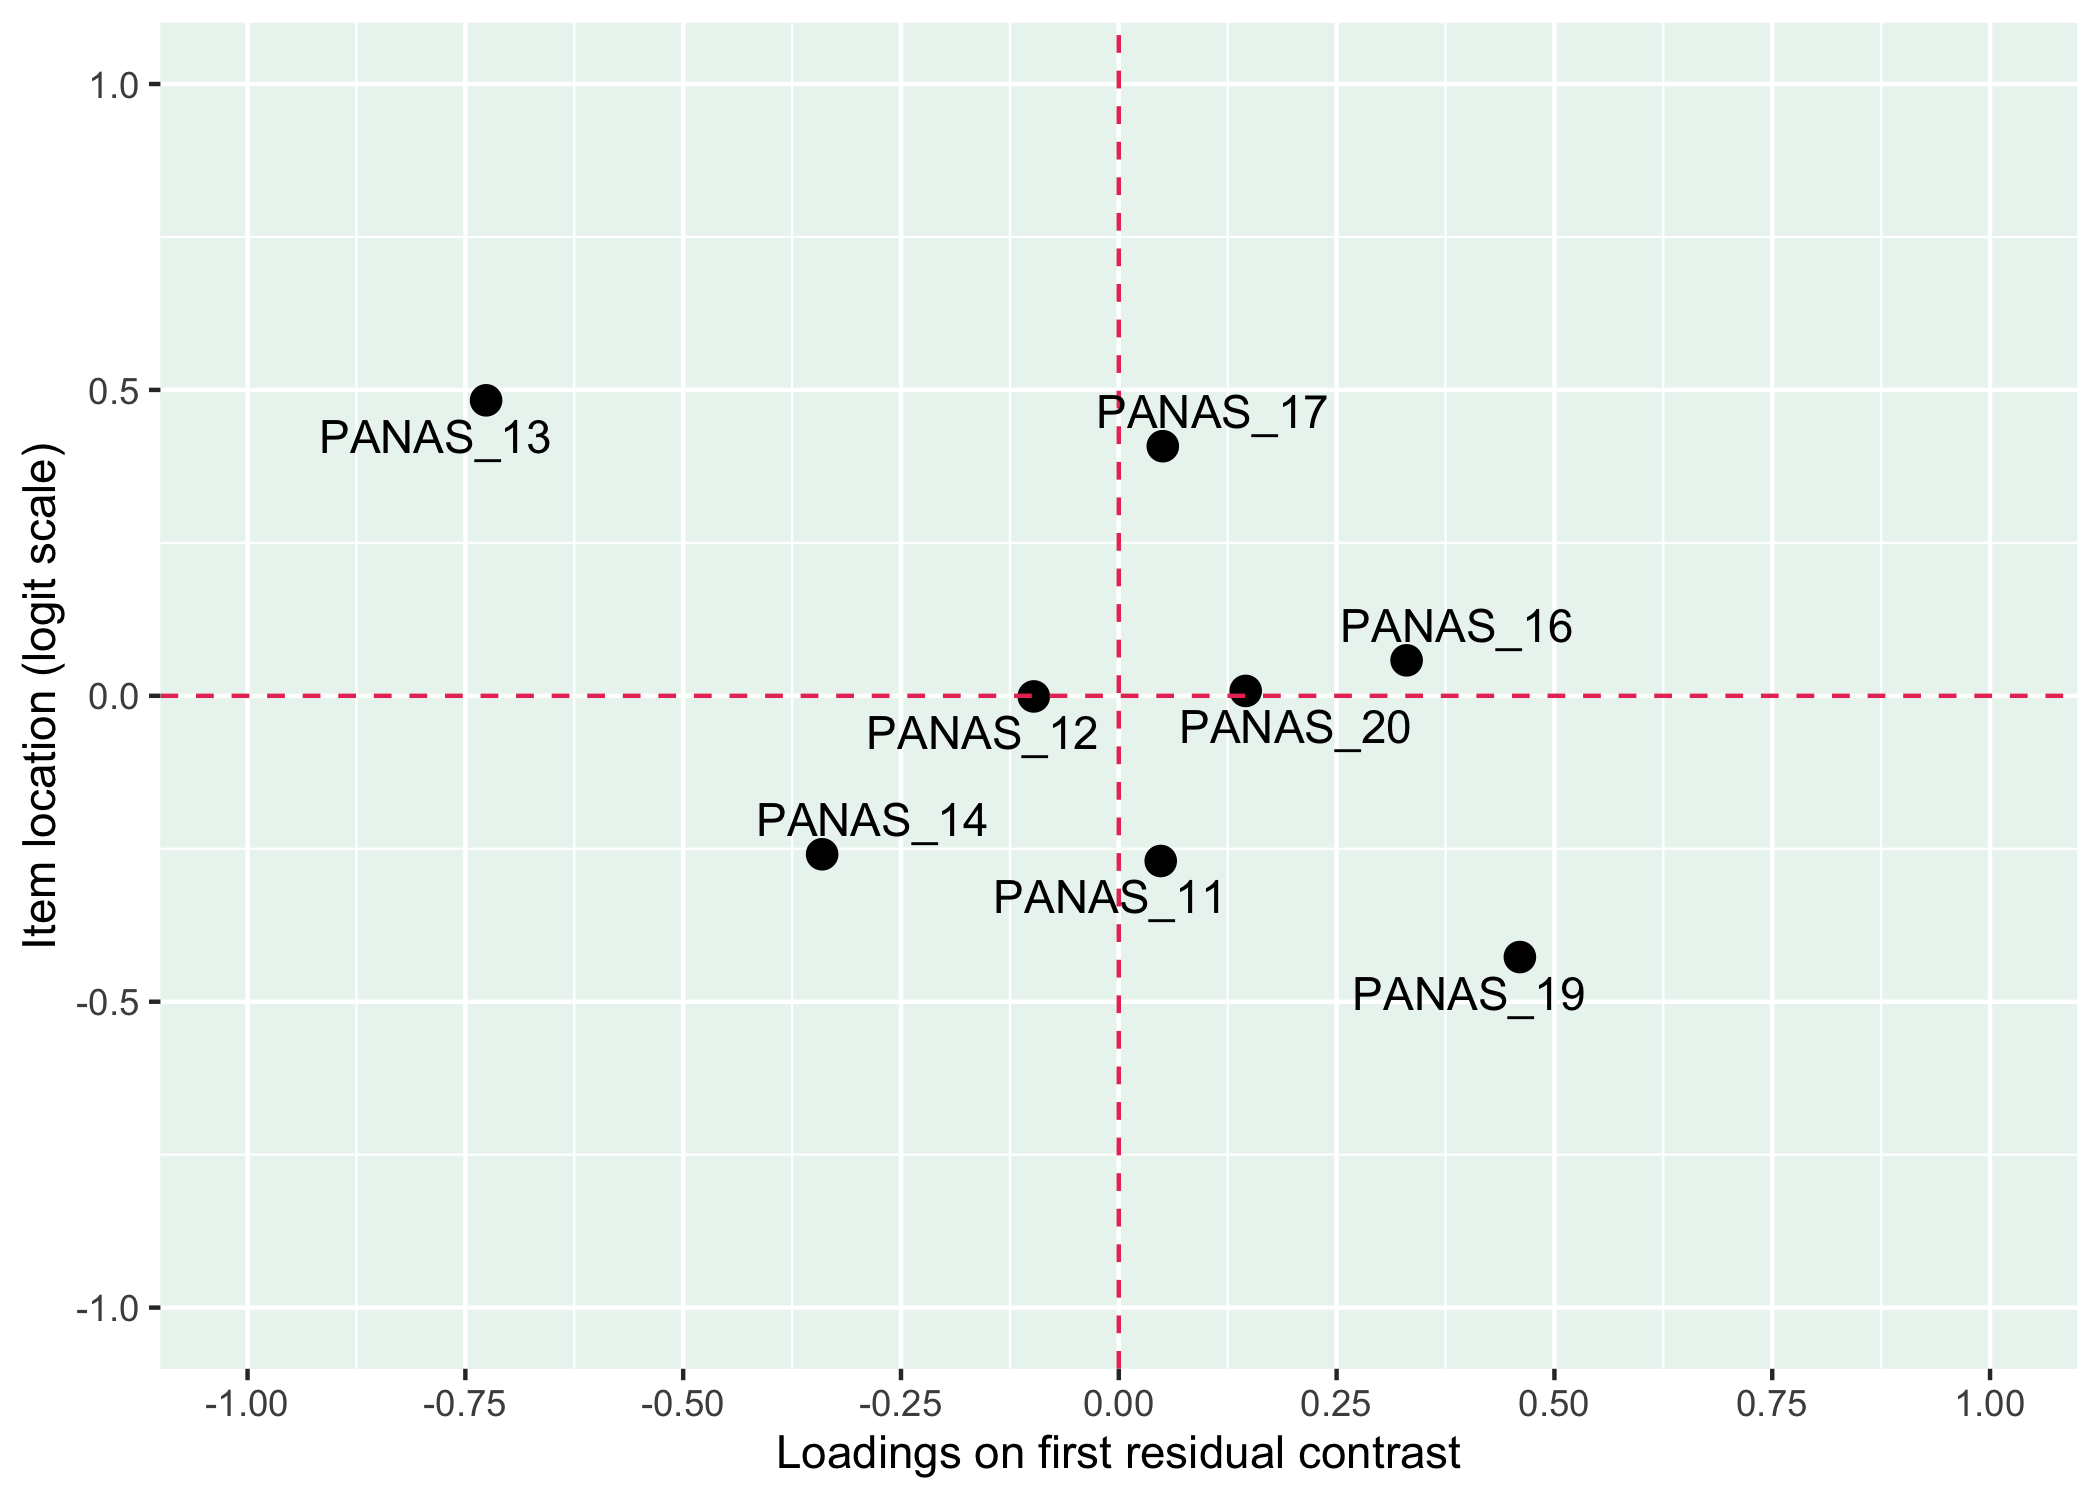 1.0
0.5
0.0
-0.5
-1.0
Item location (logit scale)
PANAS_13
PANAS_17
PANAS_16
PANAS_12
PANAS_20
PANAS_14
PANAS_11
PANAS_19
-1.00 -0.75 -0.50 -0.25 0.00 0.25 0.50 0.75 1.00
Loadings on first residual contrast